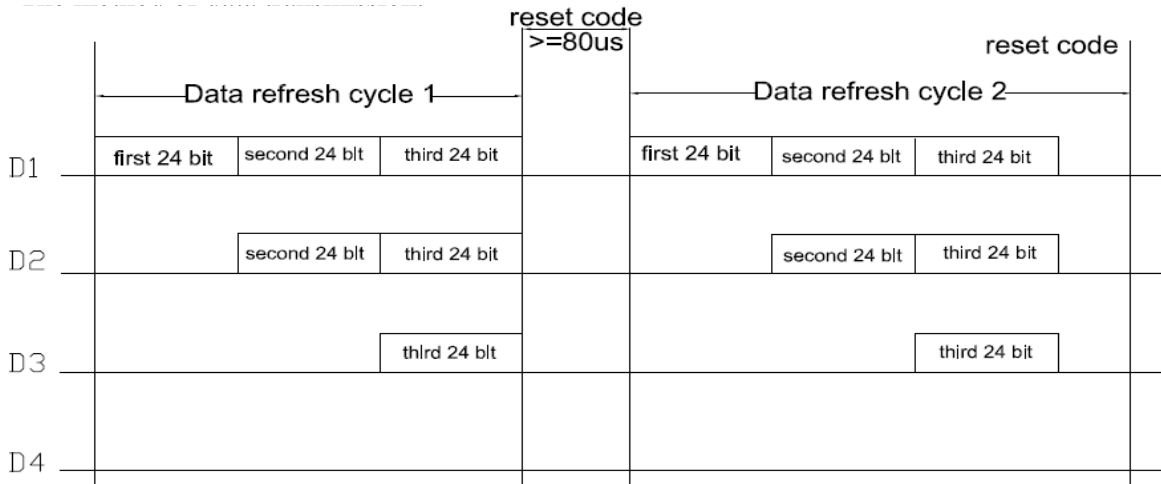 reset code
>=80us
reset code
Data refresh cycle 1
Data refresh cycle 2
D1 first 24 bit second 24 blt third 24 bit first 24 bit second 24 blt third 24 bit
D2 second 24 blt third 24 bit second 24 blt third 24 bit
D3 thlrd 24 blt third 24 bit
D4